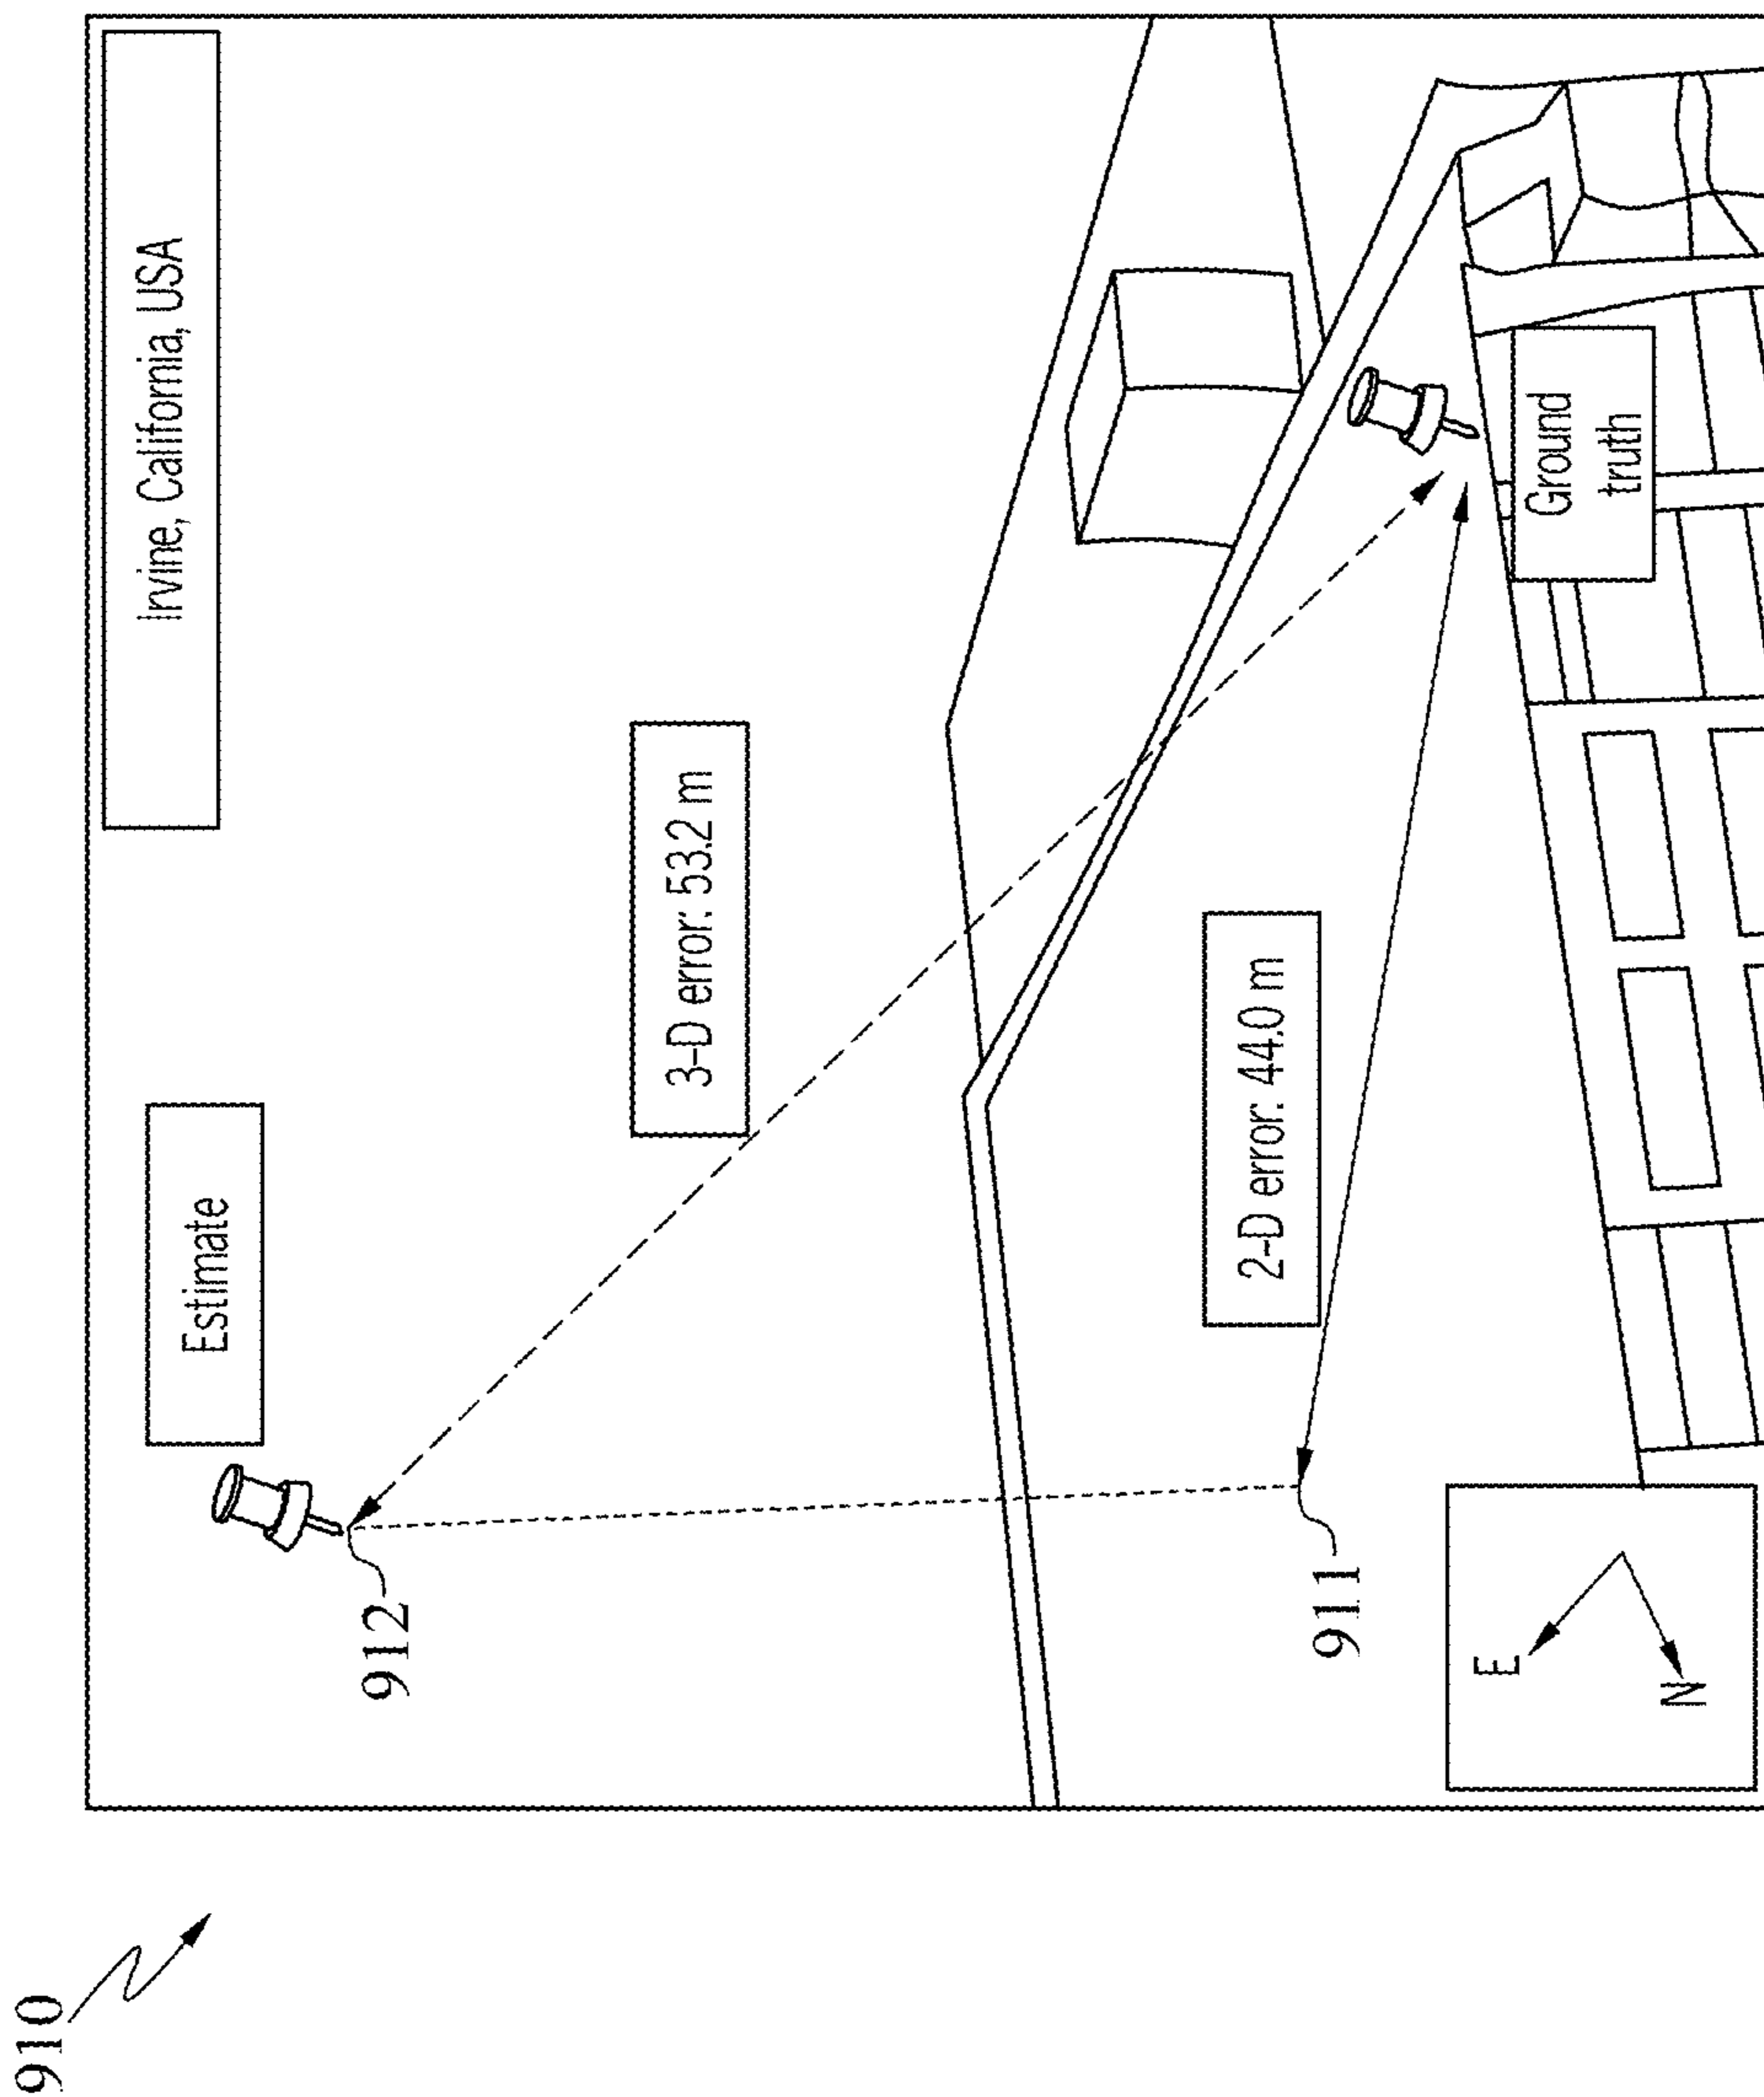 910
Irvine, California, USA
Estimate
912
3-D error: 53.2 m
2-D error: 44.0 m
911
Ground
truth
E
N